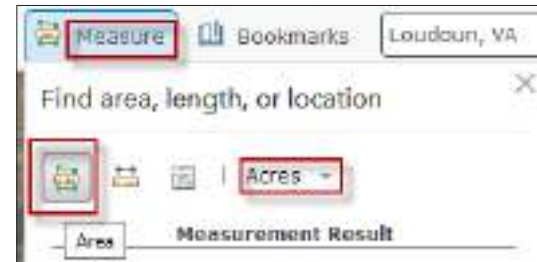 Measure Bookmarks Loudoun, VA
Find area, length, or location
Acres
Area Measurement Result